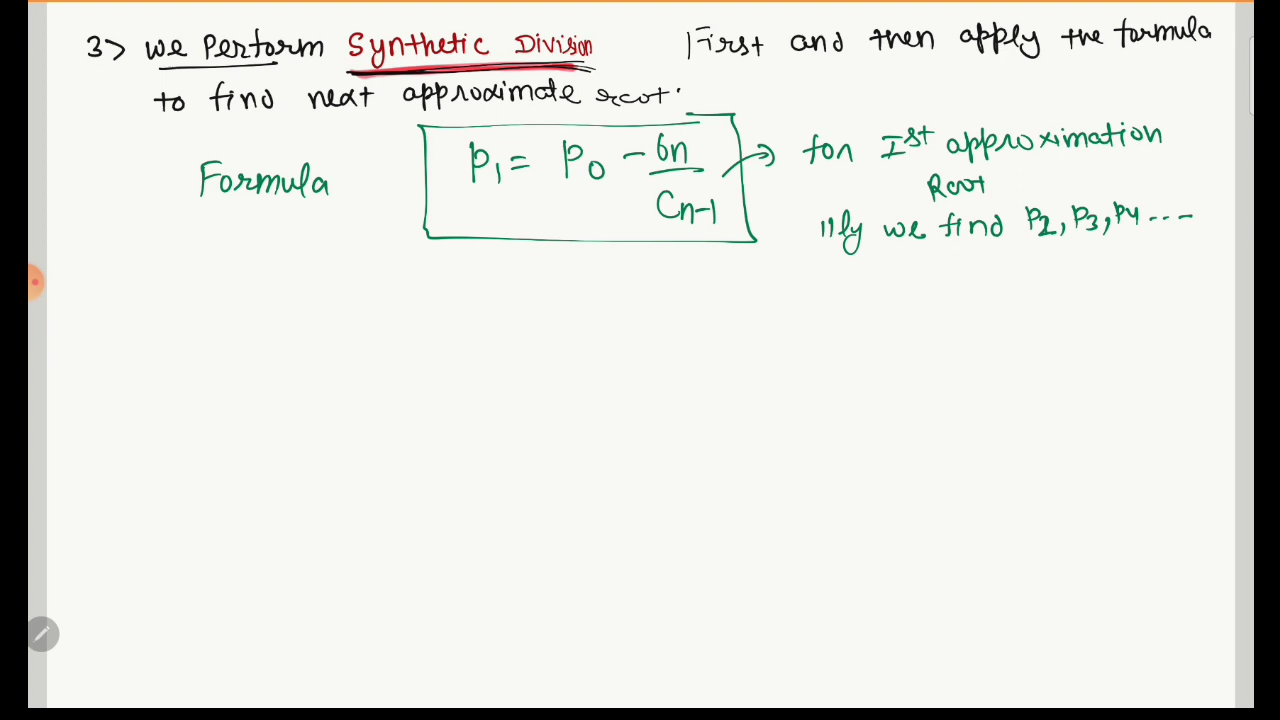 3> we perform Synthetic Division First and then apply the formula
to find next approximate root.
Formula P1 = P0 - bn / Cn-1 → for Ist approximation
Root
llly we find P2, P3, P4 ....